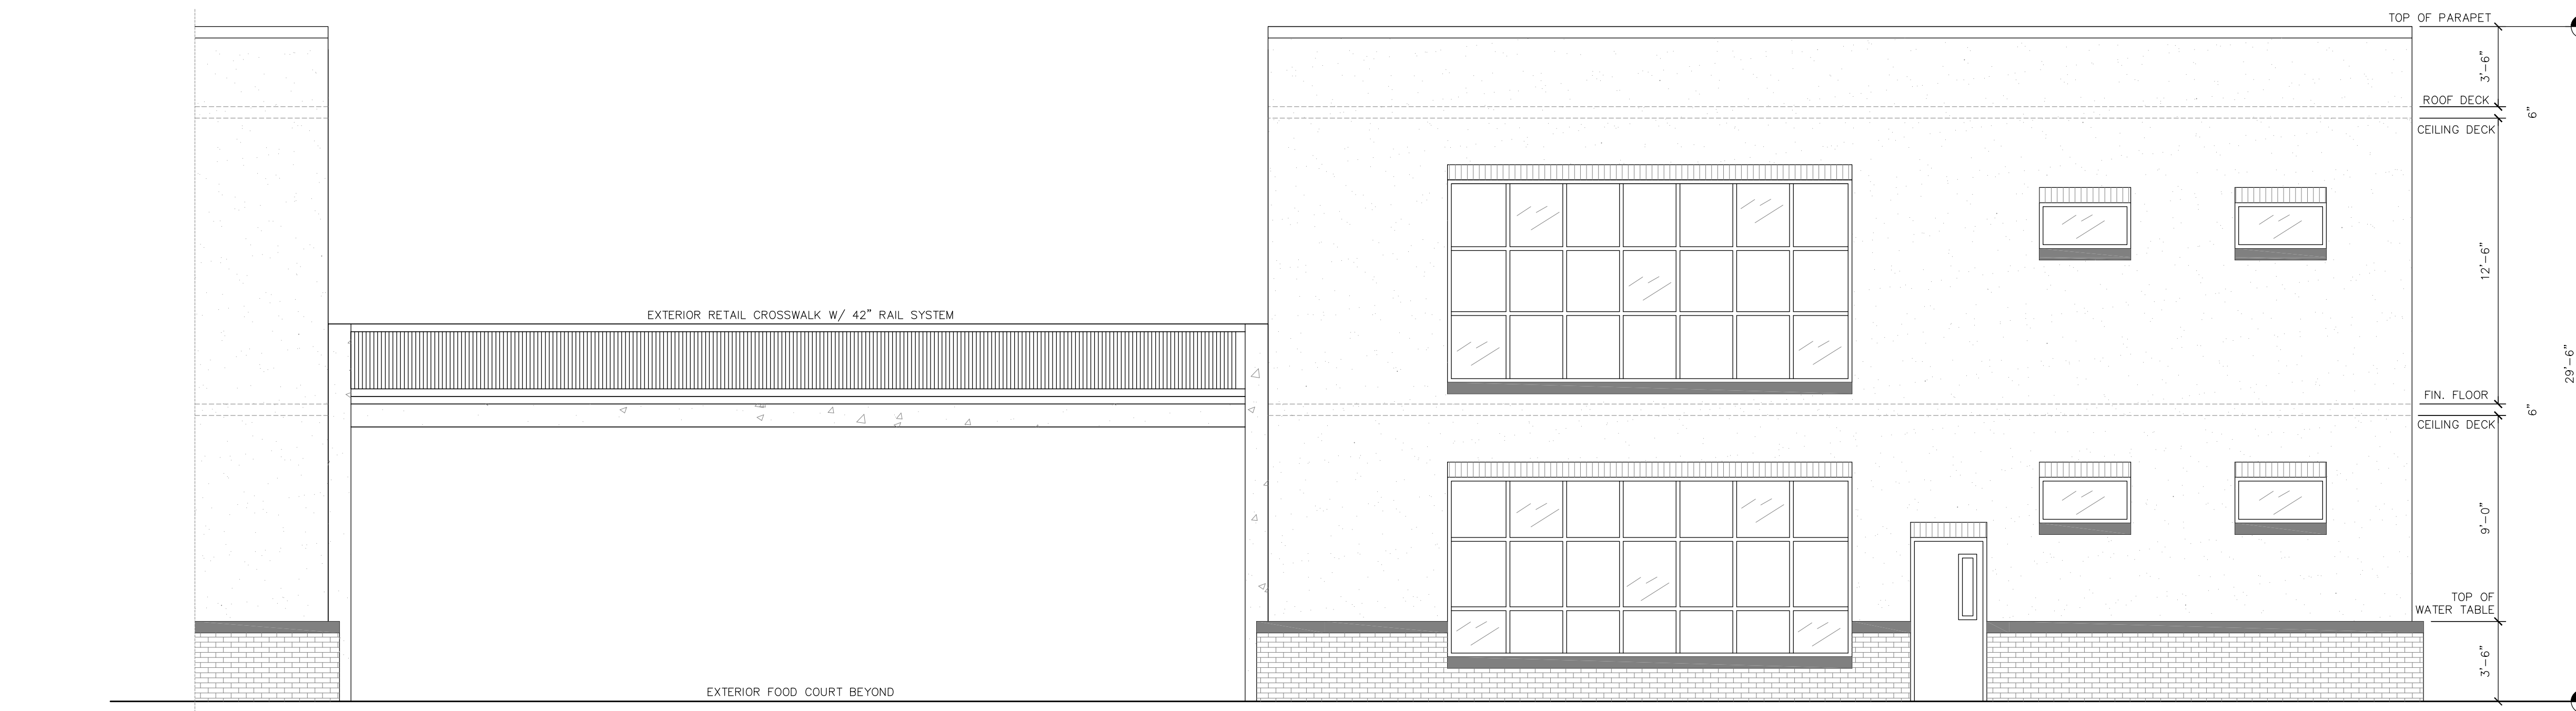 TOP OF PARAPET
3'-6"
ROOF DECK
6"
CEILING DECK
12'-6"
EXTERIOR RETAIL CROSSWALK W/ 42" RAIL SYSTEM
29'-6"
FIN. FLOOR
6"
CEILING DECK
9'-0"
TOP OF
WATER TABLE
3'-6"
EXTERIOR FOOD COURT BEYOND